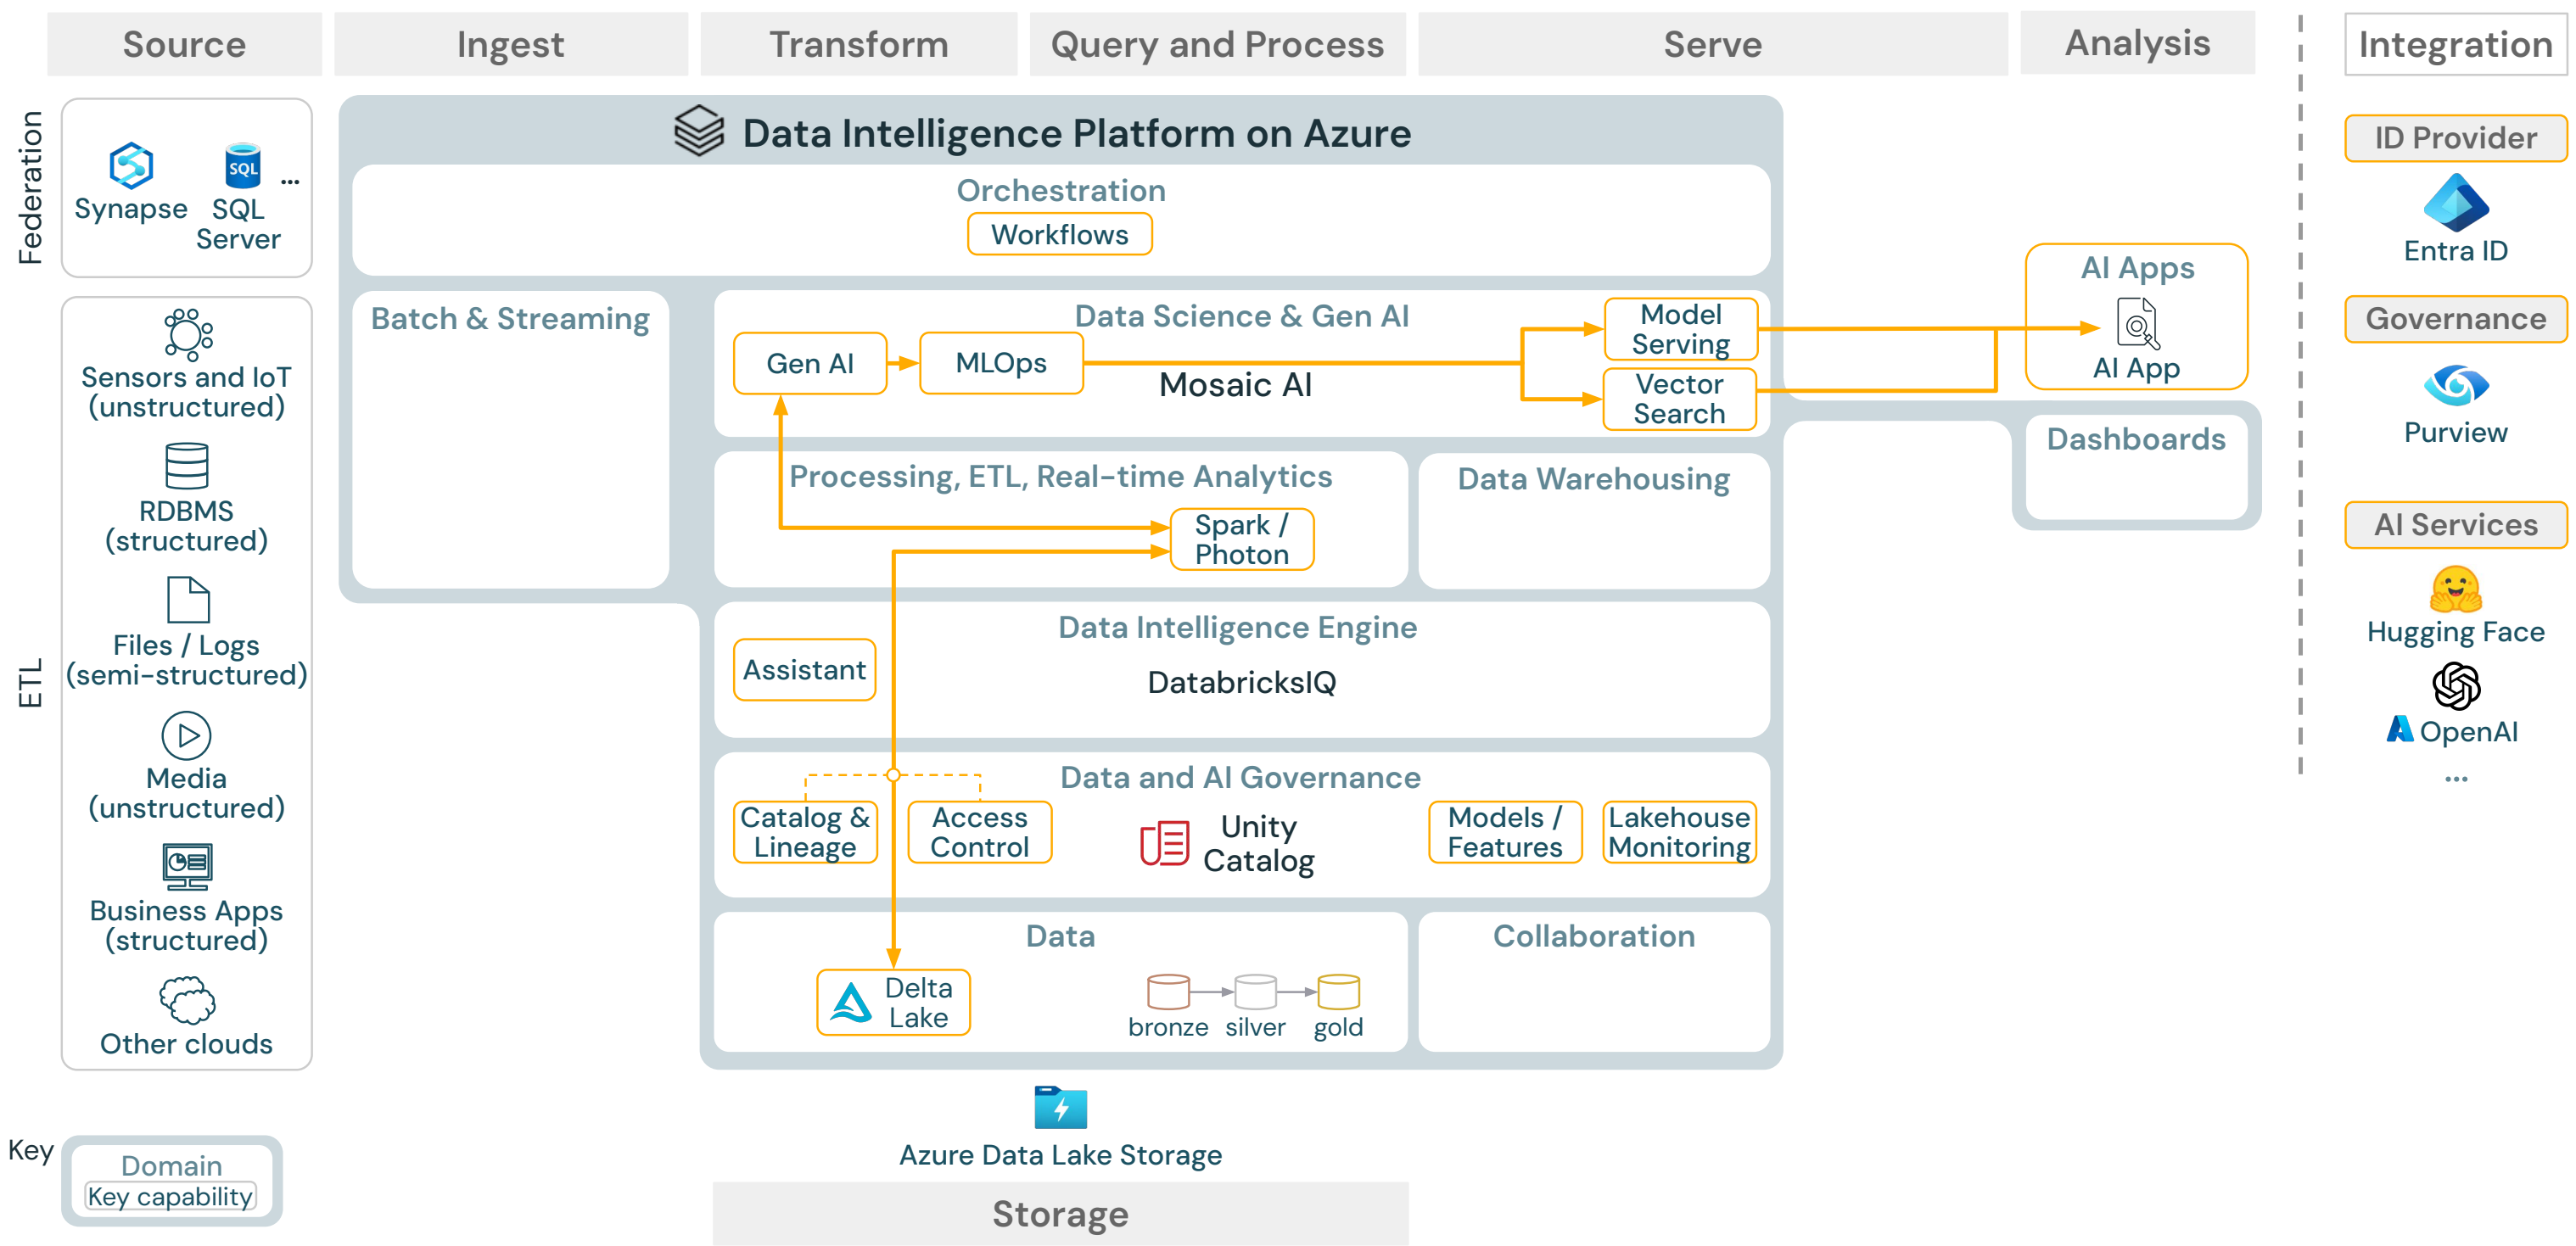 Source
Ingest
Transform
Query and Process
Serve
Analysis
Integration
Federation
Synapse
SQL
SQL
Server
...
ETL
Sensors and IoT
(unstructured)
RDBMS
(structured)
Files / Logs
(semi-structured)
Media
(unstructured)
Business Apps
(structured)
Other clouds
Data Intelligence Platform on Azure
Orchestration
Workflows
Batch & Streaming
Data Science & Gen AI
Gen AI
MLOps
Mosaic AI
Model
Serving
Vector
Search
Processing, ETL, Real-time Analytics
Spark /
Photon
Data Warehousing
Data Intelligence Engine
Assistant
DatabricksIQ
Data and AI Governance
Catalog &
Lineage
Access
Control
Unity
Catalog
Models /
Features
Lakehouse
Monitoring
Data
Delta
Lake
bronze
silver
gold
Collaboration
AI Apps
AI App
Dashboards
ID Provider
Entra ID
Governance
Purview
AI Services
Hugging Face
OpenAI
...
Azure Data Lake Storage
Storage
Key
Domain
Key capability